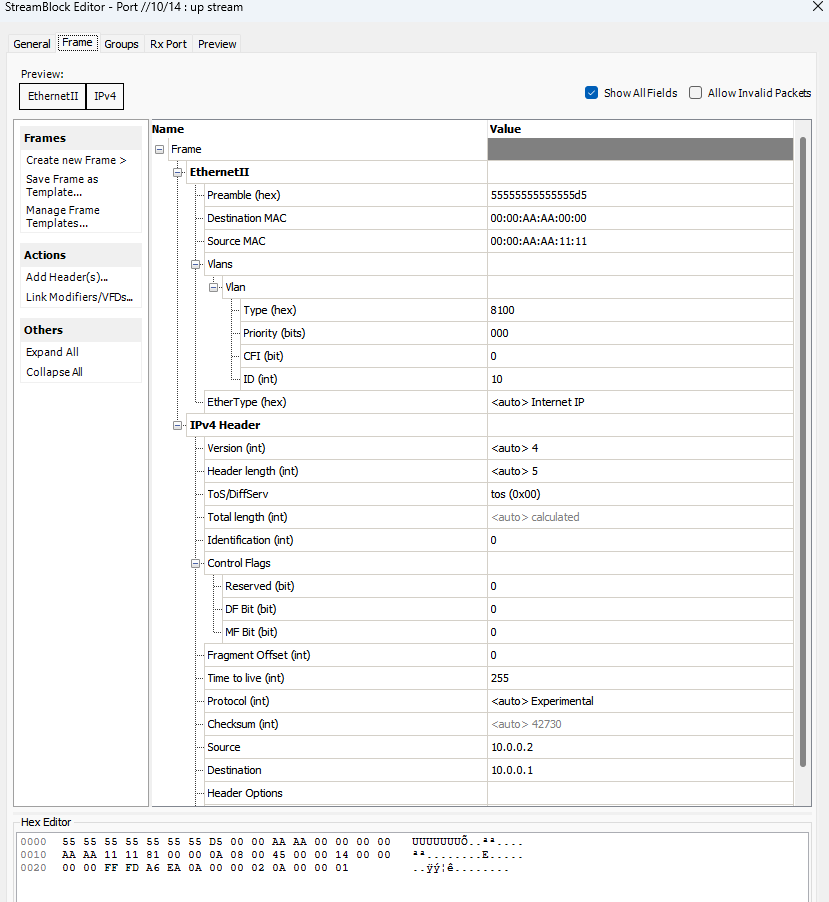 StreamBlock Editor - Port //10/14 : up stream
General Frame Groups Rx Port Preview
Preview:
EthernetII IPv4
Show All Fields Allow Invalid Packets
Frames
Create new Frame >
Save Frame as
Template...
Manage Frame
Templates...
Actions
Add Header(s)...
Link Modifiers/VFDs...
Others
Expand All
Collapse All
Name Value
Frame
EthernetII
Preamble (hex) 55555555555555d5
Destination MAC 00:00:AA:AA:00:00
Source MAC 00:00:AA:AA:11:11
Vlans
Vlan
Type (hex) 8100
Priority (bits) 000
CFI (bit) 0
ID (int) 10
EtherType (hex) <auto> Internet IP
IPv4 Header
Version (int) <auto> 4
Header length (int) <auto> 5
ToS/DiffServ tos (0x00)
Total length (int) <auto> calculated
Identification (int) 0
Control Flags
Reserved (bit) 0
DF Bit (bit) 0
MF Bit (bit) 0
Fragment Offset (int) 0
Time to live (int) 255
Protocol (int) <auto> Experimental
Checksum (int) <auto> 42730
Source 10.0.0.2
Destination 10.0.0.1
Header Options
Hex Editor
0000 55 55 55 55 55 55 55 D5 00 00 AA AA 00 00 00 00 UUUUUUUÕ..ªª....
0010 AA AA 11 11 81 00 00 0A 08 00 45 00 00 14 00 00 ªª........E.....
0020 00 00 FF FD A6 EA 0A 00 00 02 0A 00 00 01 ..ÿý¦ê........